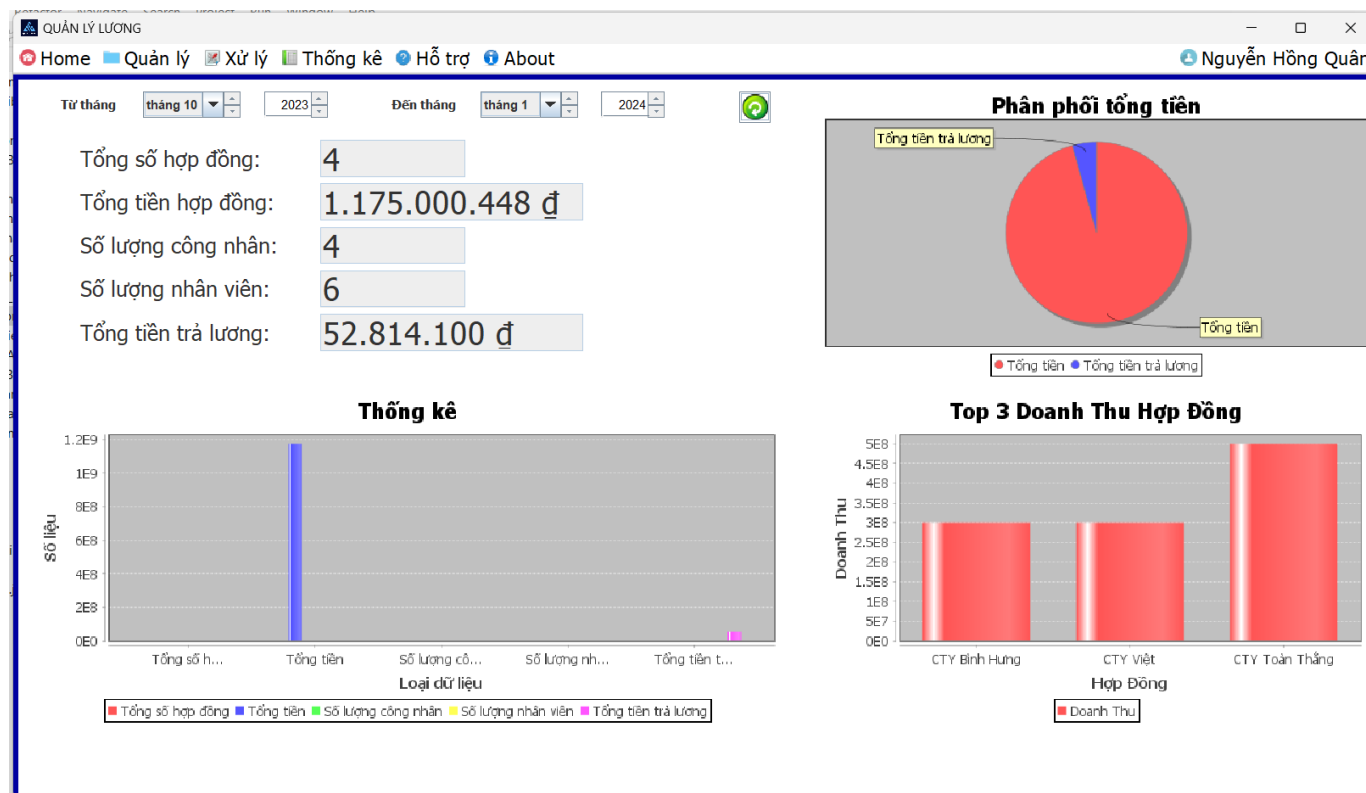 Refactor Navigate Search Project Run Window Help
QUẢN LÝ LƯƠNG
Home Quản lý Xử lý Thống kê Hỗ trợ About Nguyễn Hồng Quân
Từ tháng tháng 10 2023 Đến tháng tháng 1 2024
Tổng số hợp đồng: 4
Tổng tiền hợp đồng: 1.175.000.448 ₫
Số lượng công nhân: 4
Số lượng nhân viên: 6
Tổng tiền trả lương: 52.814.100 ₫
Phân phối tổng tiền
Tổng tiền trả lương
Tổng tiền
Tổng tiền Tổng tiền trả lương
Thống kê
Số liệu
1.2E9
1E9
8E8
6E8
4E8
2E8
0E0
Tổng số h... Tổng tiền Số lượng cô... Số lượng nh... Tổng tiền t...
Loại dữ liệu
Tổng số hợp đồng Tổng tiền Số lượng công nhân Số lượng nhân viên Tổng tiền trả lương
Top 3 Doanh Thu Hợp Đồng
Doanh Thu
5E8
4.5E8
4E8
3.5E8
3E8
2.5E8
2E8
1.5E8
1E8
5E7
0E0
CTY Bình Hưng CTY Việt CTY Toàn Thắng
Hợp Đồng
Doanh Thu